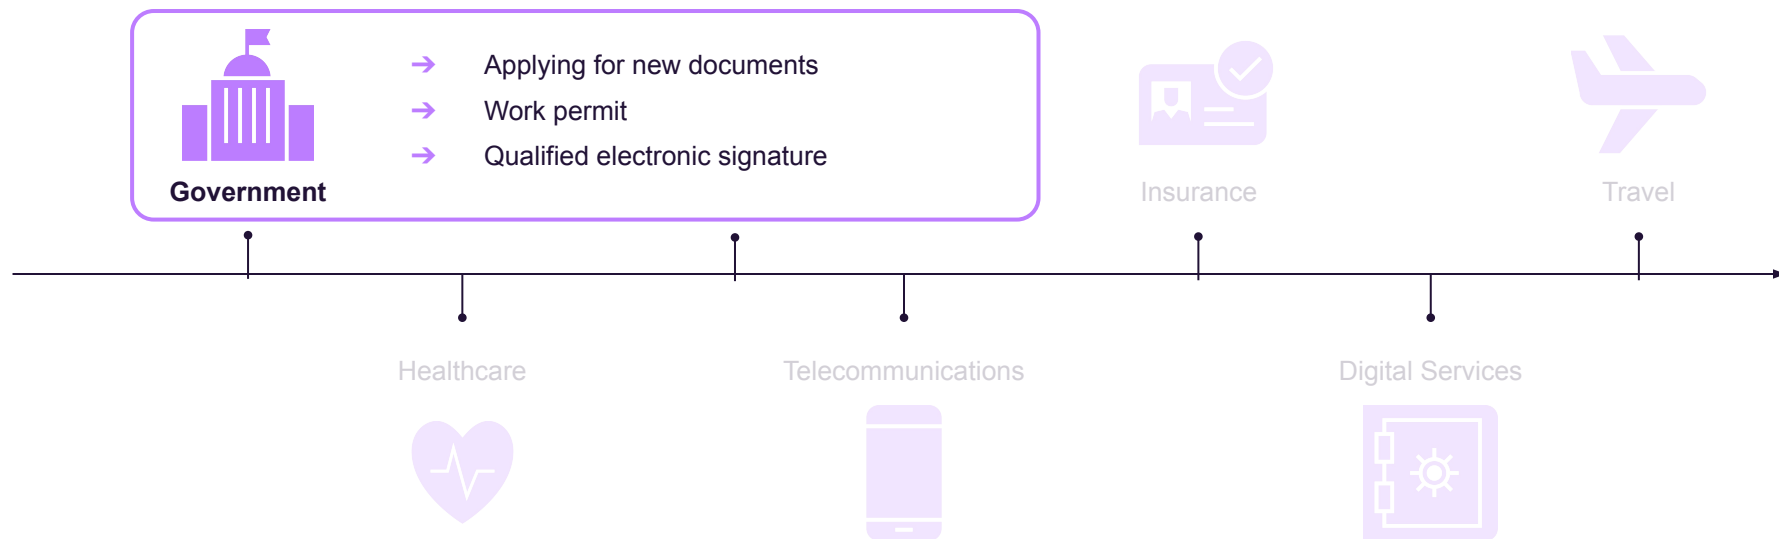 Applying for new documents
Work permit
Qualified electronic signature
Government
Insurance
Travel
Healthcare
Telecommunications
Digital Services